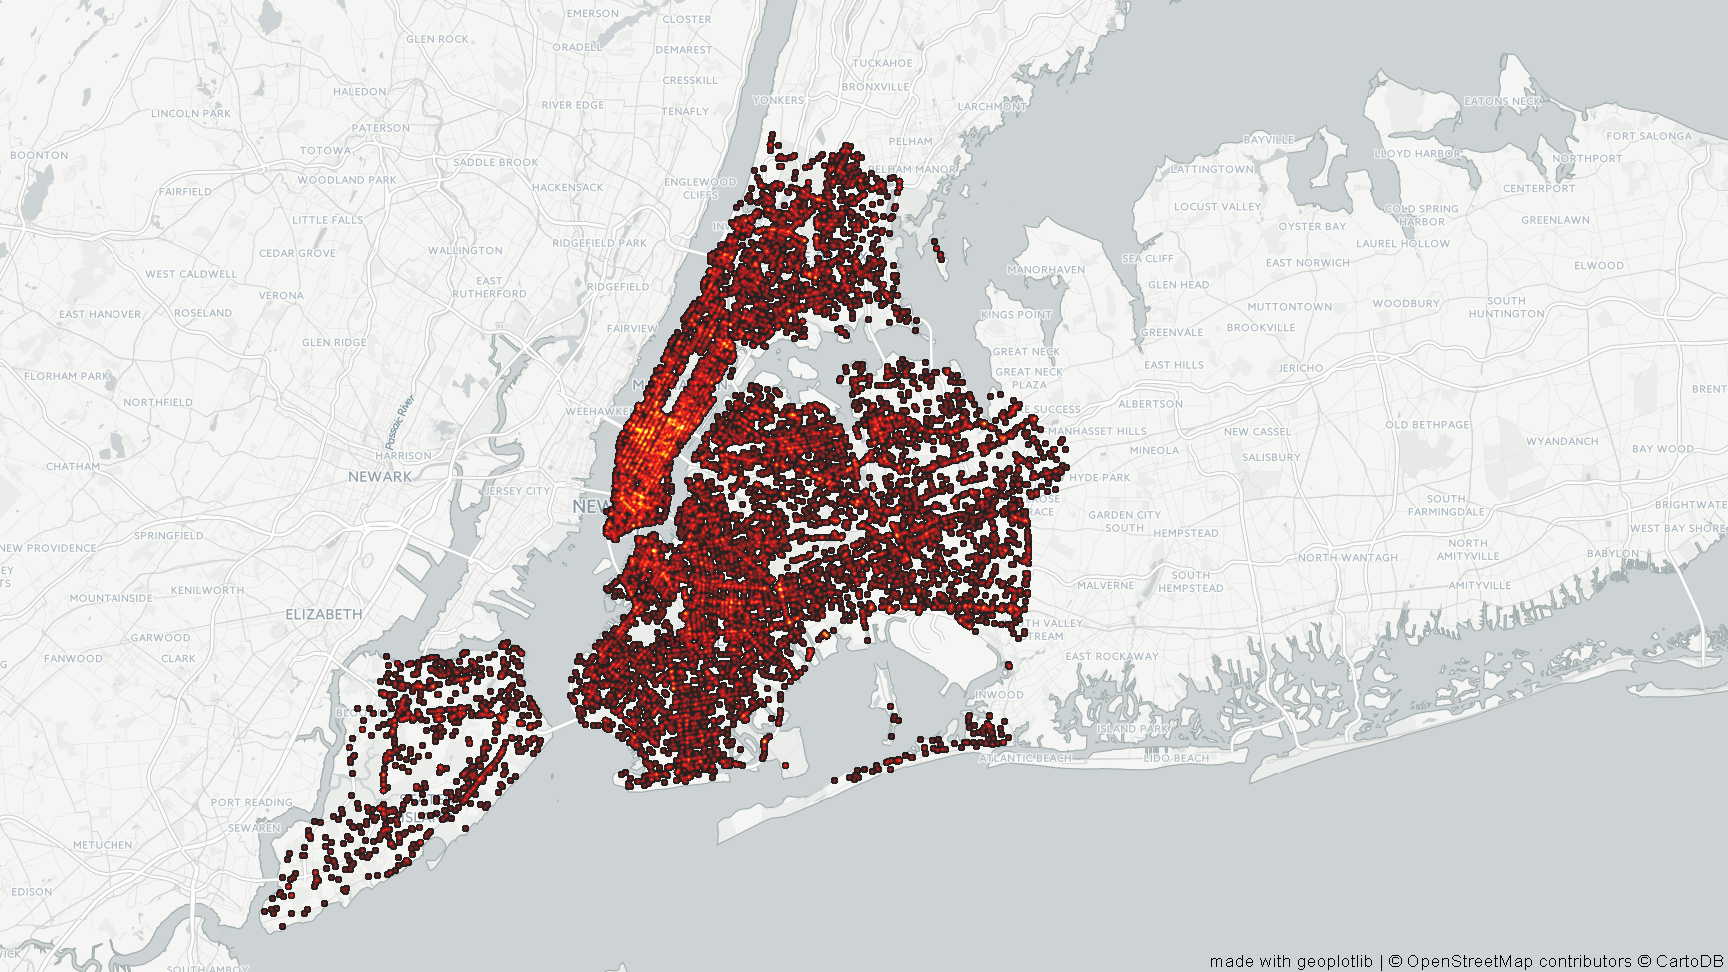 EMERSON
CLOSTER
GLEN ROCK
ORADELL
DEMAREST
TUCKAHOE
HALEDON
CRESSKILL
BRONXVILLE
EATONS NECK
LINCOLN PARK
RIVER EDGE
TENAFLY
YONKERS
LARCHMONT
PATERSON
FORT SALONGA
BOONTON
TOTOWA
SADDLE BROOK
PELHAM
BAYVILLE
LLOYD HARBOR
NORTHPORT
FAIRFIELD
WOODLAND PARK
HACKENSACK
ENGLEWOOD
CLIFFS
PELHAM MANOR
LATTINGTOWN
CENTERPORT
LITTLE FALLS
LOCUST VALLEY
COLD SPRING
HARBOR
GREENLAWN
OYSTER BAY
CEDAR GROVE
WALLINGTON
RIDGEFIELD PARK
LAUREL HOLLOW
WEST CALDWELL
EAST
RUTHERFORD
RIDGEFIELD
MANORHAVEN
SEA CLIFF
EAST NORWICH
ELWOOD
VERONA
GLEN HEAD
EAST HANOVER
ROSELAND
KINGS POINT
MUTTONTOWN
WOODBURY
SOUTH
HUNTINGTON
GLEN RIDGE
FAIRVIEW
GREENVALE
BROOKVILLE
FLORHAM PARK
GREAT NECK
GREAT NECK
PLAZA
EAST HILLS
JERICHO
BRENT
NORTHFIELD
Passaic River
WEEHAWKE
E SUCCESS
ALBERTSON
OLD BETHPAGE
MANHASSET HILLS
NEW CASSEL
WYANDANCH
BAY WOOD
HARRISON
MINEOLA
SALISBURY
CHATHAM
NEWARK
JERSEY CITY
HYDE PARK
NEW
SOUTH
FARMINGDALE
BRIGHTWATE
GARDEN CITY
SOUTH
WEST BAY SHORE
SPRINGFIELD
HEMPSTEAD
NEW PROVIDENCE
NORTH WANTAGH
NORTH
AMITYVILLE
BABYLON
KENILWORTH
MOUNTAINSIDE
MALVERNE
SOUTH
HEMPSTEAD
AMITYVILLE
ELIZABETH
GARWOOD
TH VALLEY
TREAM
FANWOOD
CLARK
EAST ROCKAWAY
INWOOD
ISLAND PARK
ATLANTIC BEACH
LIDO BEACH
PORT READING
SEWAREN
METUCHEN
EDISON
SOUTH AMBOY
made with geoplotlib | © OpenStreetMap contributors © CartoDB